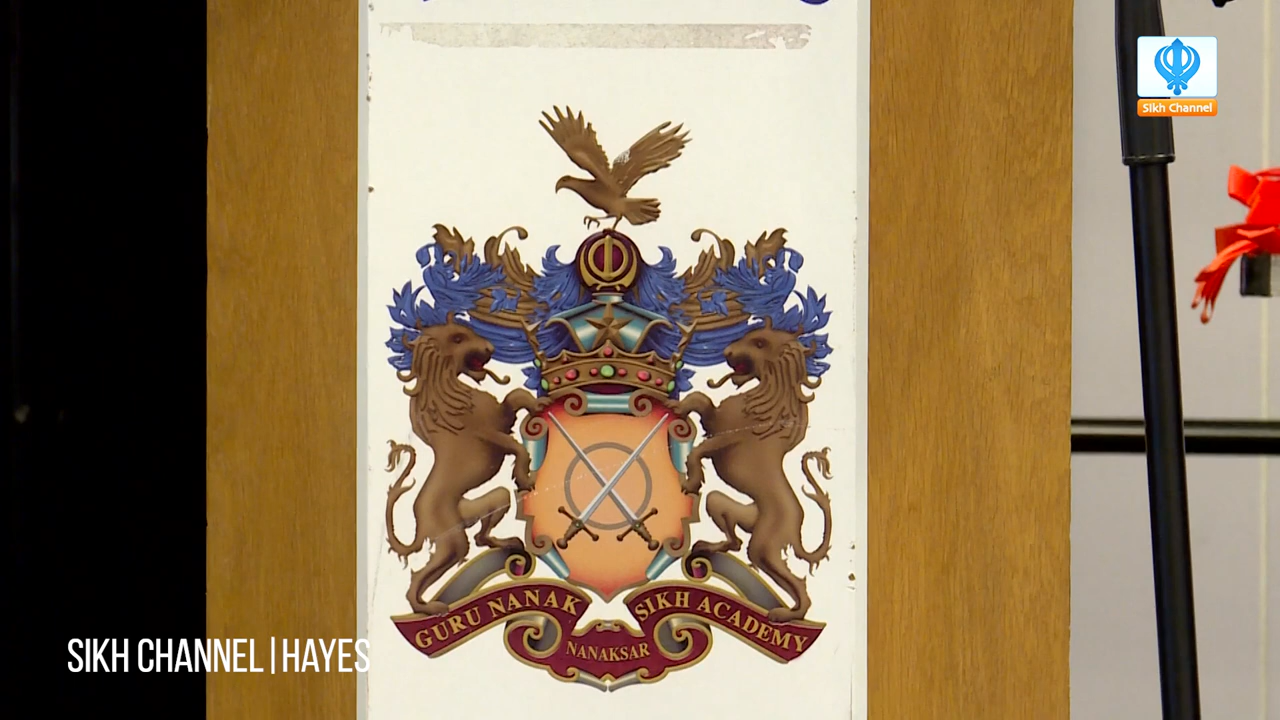 Sikh Channel
GURU NANAK SIKH ACADEMY
NANAKSAR
SIKH CHANNEL | HAYES